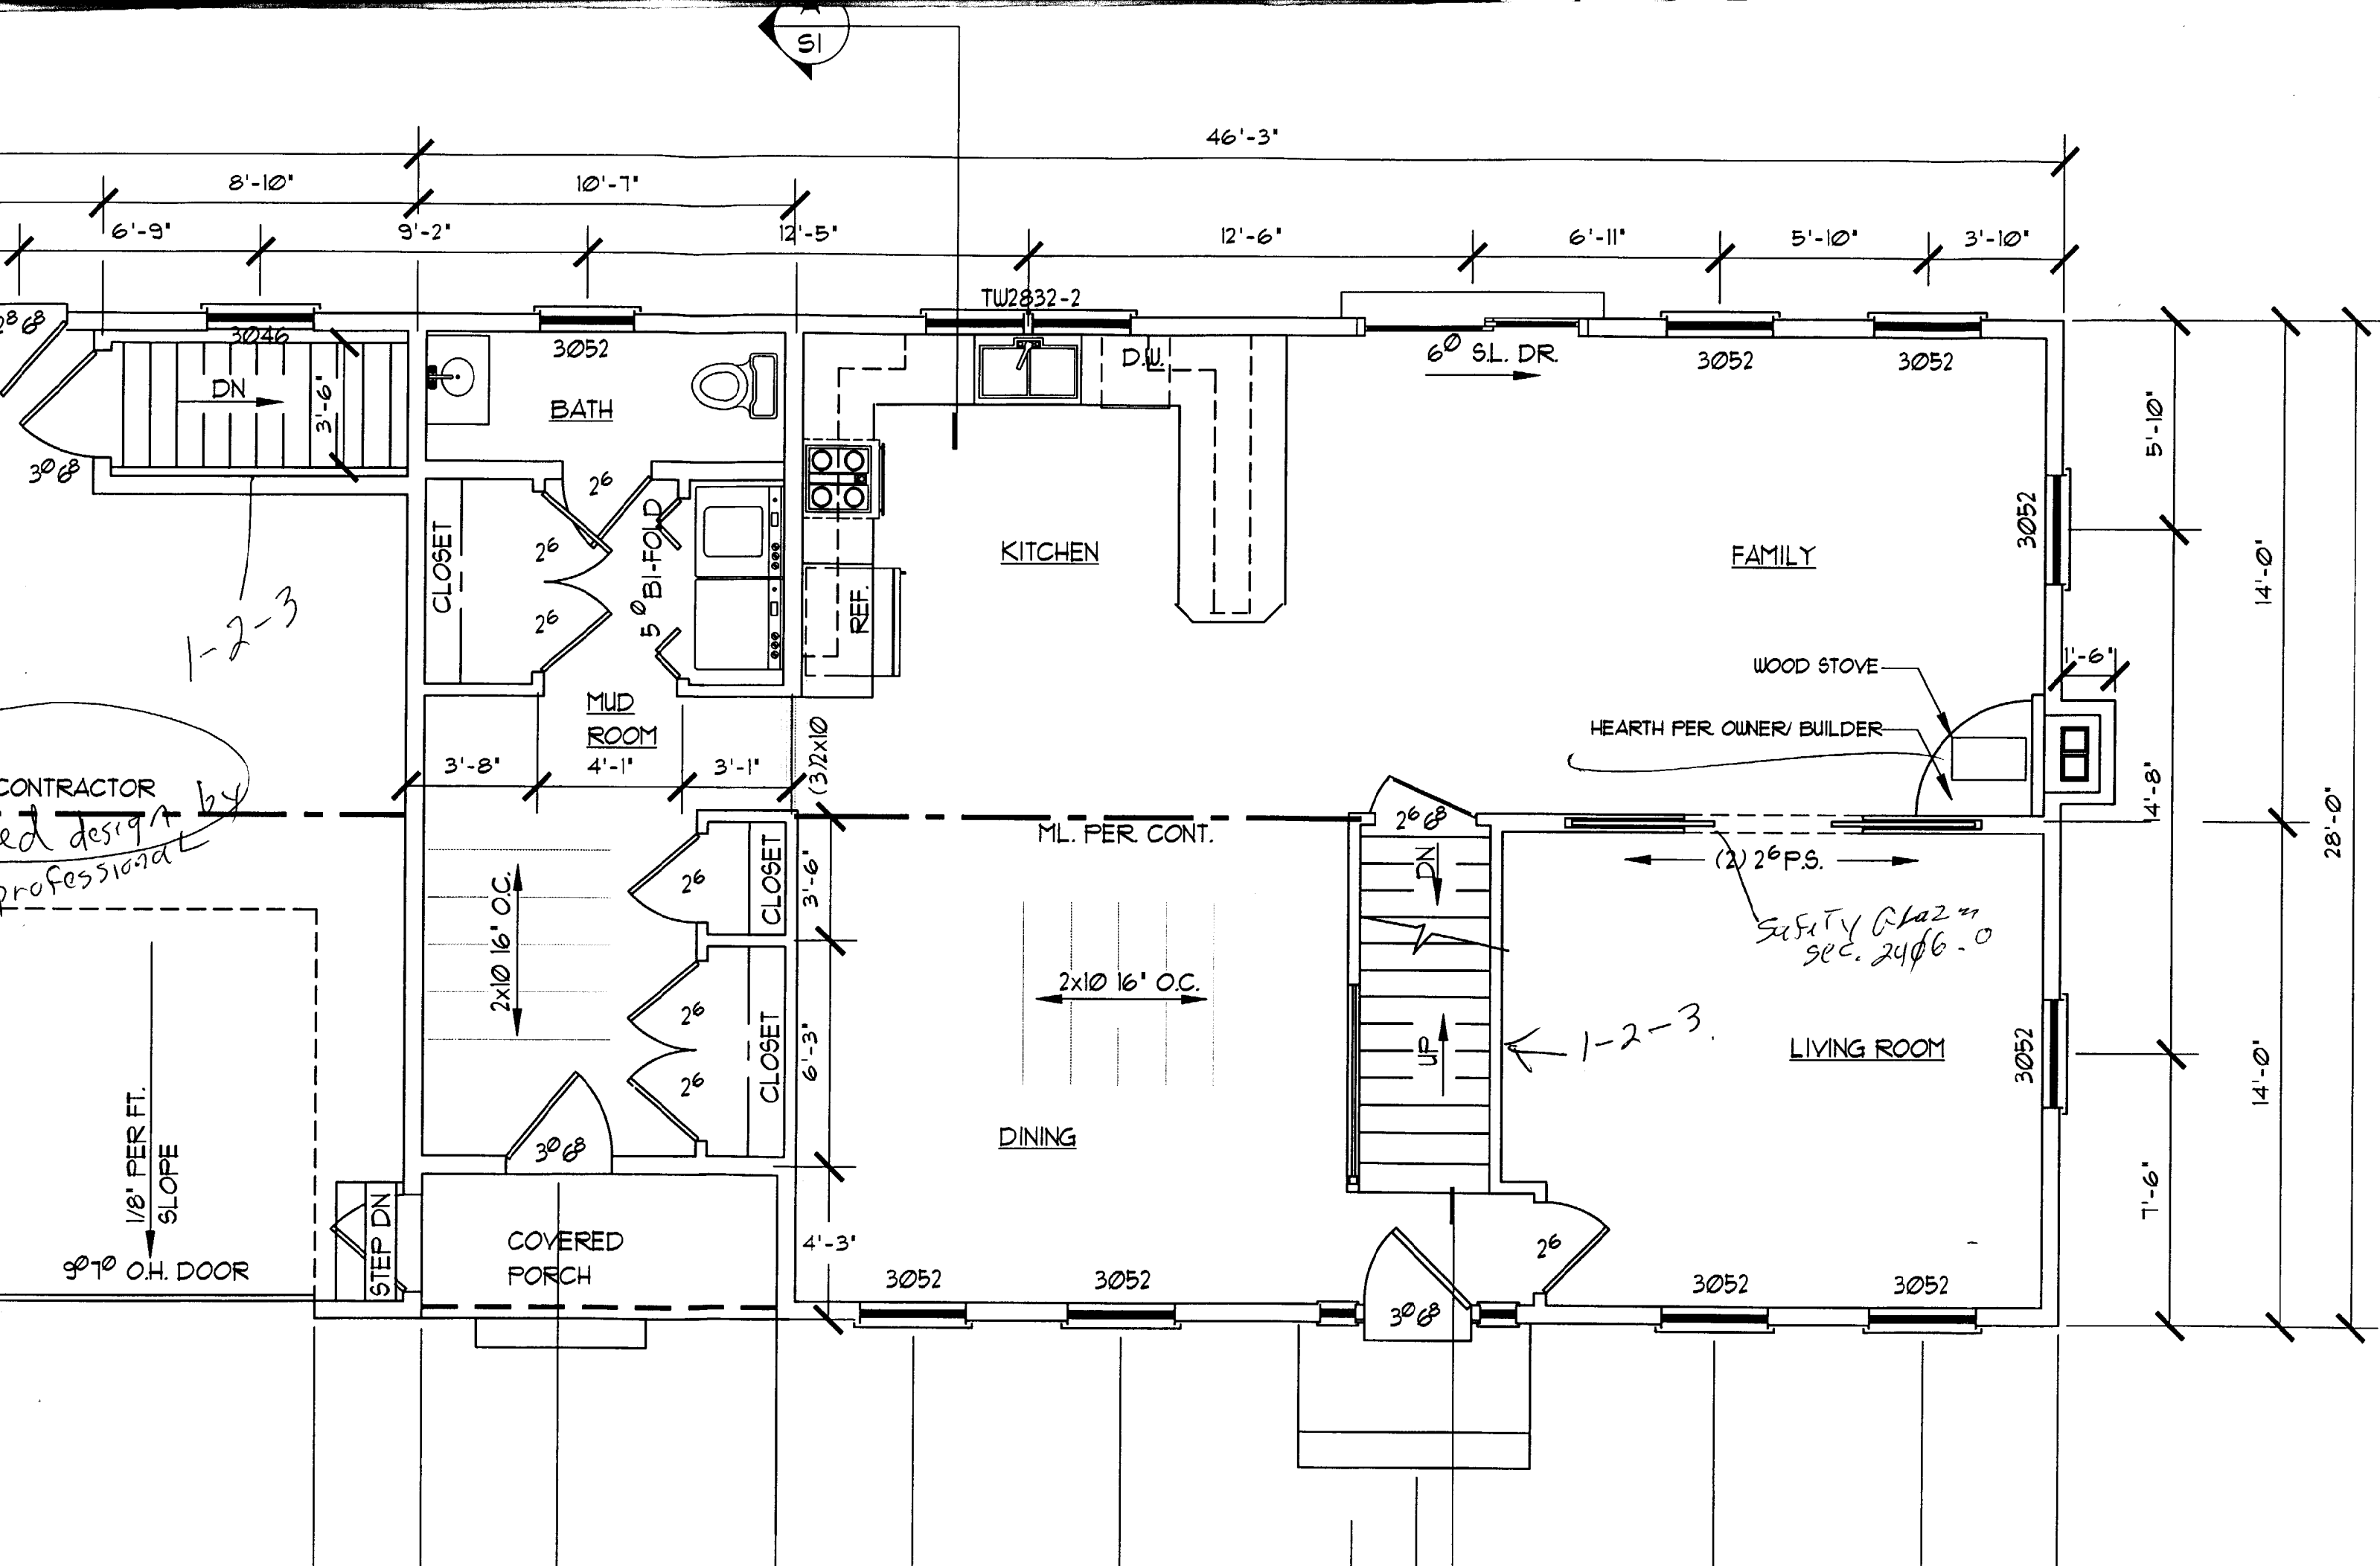 A
S1
46'-3"
8'-10"
10'-7"
6'-9"
9'-2"
12'-5"
12'-6"
6'-11"
5'-10"
3'-10"
TW2832-2
2⁸6⁸
3046
3052
D.W.
6⁰ S.L. DR.
3052
3052
DN
3'-6"
BATH
3⁰6⁸
2⁶
CLOSET
2⁶
2⁶
5⁰ BI-FOLD
REF.
KITCHEN
FAMILY
3052
5'-10"
14'-0"
28'-0"
1-2-3
WOOD STOVE
1'-6"
HEARTH PER OWNER/ BUILDER
MUD
ROOM
3'-8"
4'-1"
3'-1"
(3)2x10
14'-8"
CONTRACTOR
by
ed design
professional
ML. PER. CONT.
2⁶6⁸
(2) 2⁶ P.S.
DN
2⁶
CLOSET
3'-6"
2x10 16" O.C.
2x10 16" O.C.
Safety Glazn
sec. 2406.0
2⁶
2⁶
CLOSET
6'-3"
UP
1-2-3.
LIVING ROOM
3052
14'-0"
DINING
3⁰6⁸
1/8" PER FT.
SLOPE
7'-6"
STEP DN
COVERED
PORCH
4'-3"
2⁶
9⁰7⁰ O.H. DOOR
3052
3052
3⁰6⁸
3052
3052